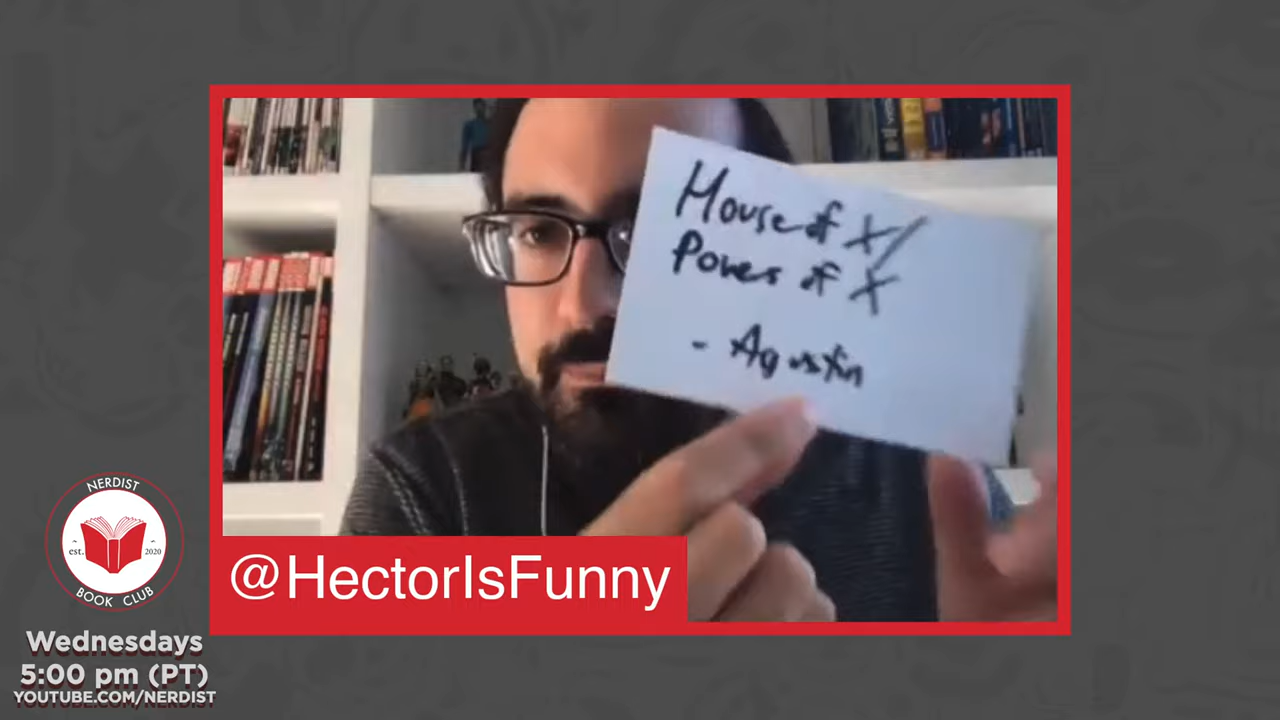 House of X/
Powers of X
- Agustin
@HectorIsFunny
NERDIST
est. 2020
BOOK CLUB
Wednesdays
5:00 pm (PT)
YOUTUBE.COM/NERDIST